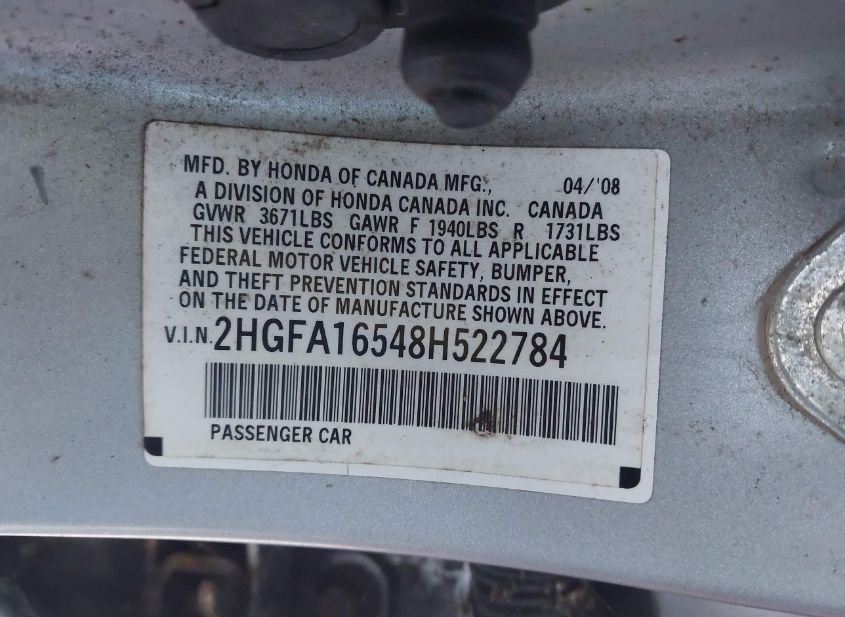 MFD. BY HONDA OF CANADA MFG., 04/'08
A DIVISION OF HONDA CANADA INC. CANADA
GVWR 3671LBS GAWR F 1940LBS R 1731LBS
THIS VEHICLE CONFORMS TO ALL APPLICABLE
FEDERAL MOTOR VEHICLE SAFETY, BUMPER,
AND THEFT PREVENTION STANDARDS IN EFFECT
ON THE DATE OF MANUFACTURE SHOWN ABOVE.
V.I.N. 2HGFA16548H522784
PASSENGER CAR